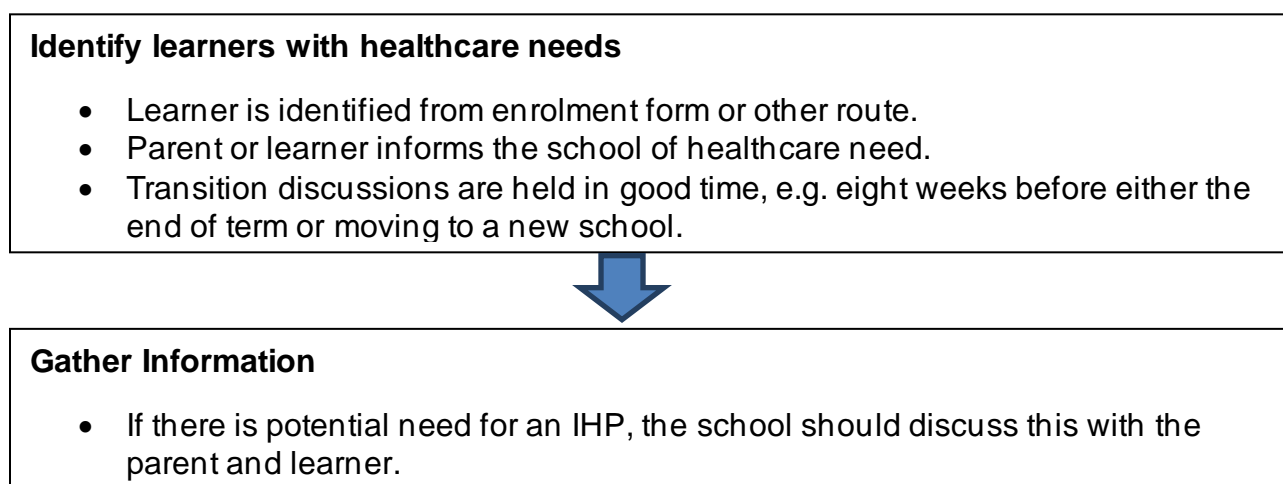 Identify learners with healthcare needs
• Learner is identified from enrolment form or other route.
• Parent or learner informs the school of healthcare need.
• Transition discussions are held in good time, e.g. eight weeks before either the
end of term or moving to a new school.
Gather Information
• If there is potential need for an IHP, the school should discuss this with the
parent and learner.